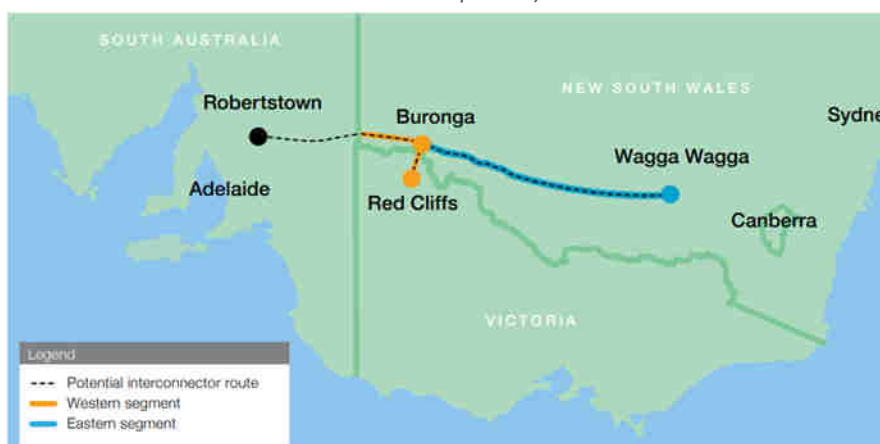 SOUTH AUSTRALIA
NEW SOUTH WALES
Robertstown
Buronga
Sydne
Wagga Wagga
Adelaide
Red Cliffs
Canberra
VICTORIA
Legend
Potential interconnector route
Western segment
Eastern segment